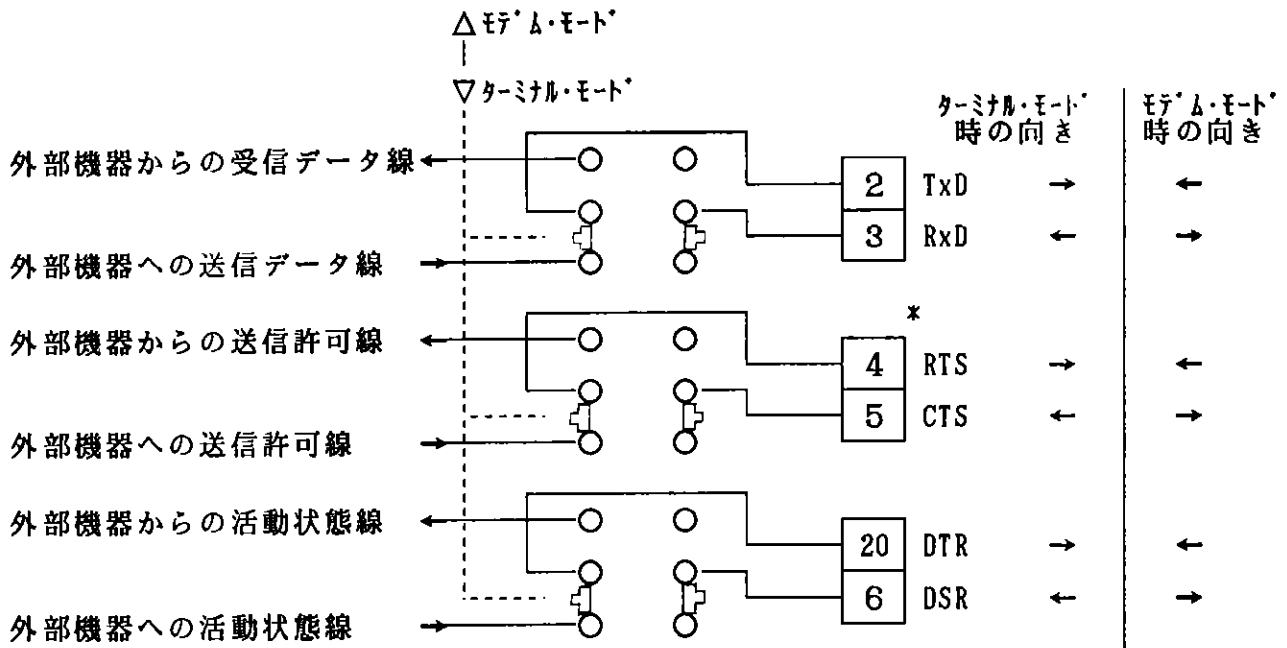 △モデム・モード
▽ターミナル・モード
ターミナル・モード時の向き
モデム・モード時の向き
外部機器からの受信データ線
2 TxD → ←
3 RxD ← →
外部機器への送信データ線
*
外部機器からの送信許可線
4 RTS → ←
5 CTS ← →
外部機器への送信許可線
外部機器からの活動状態線
20 DTR → ←
6 DSR ← →
外部機器への活動状態線